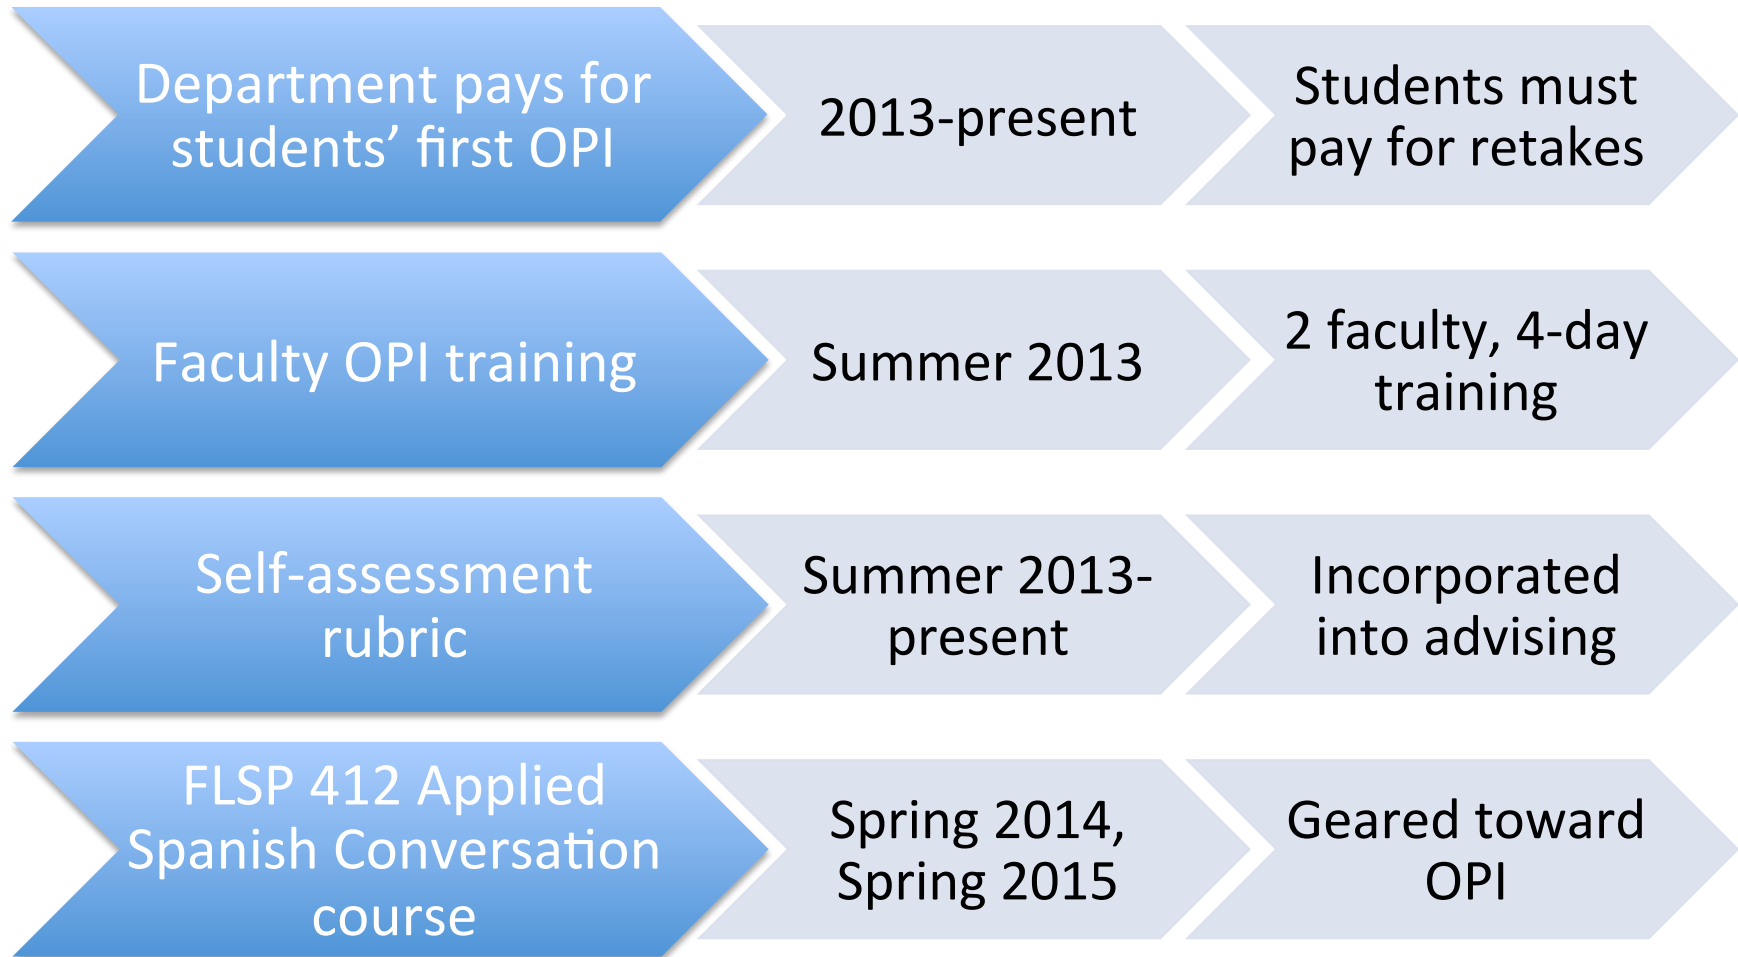 Department pays for
students’ first OPI
2013-present
Students must
pay for retakes
Faculty OPI training
Summer 2013
2 faculty, 4-day
training
Self-assessment
rubric
Summer 2013-
present
Incorporated
into advising
FLSP 412 Applied
Spanish Conversation
course
Spring 2014,
Spring 2015
Geared toward
OPI